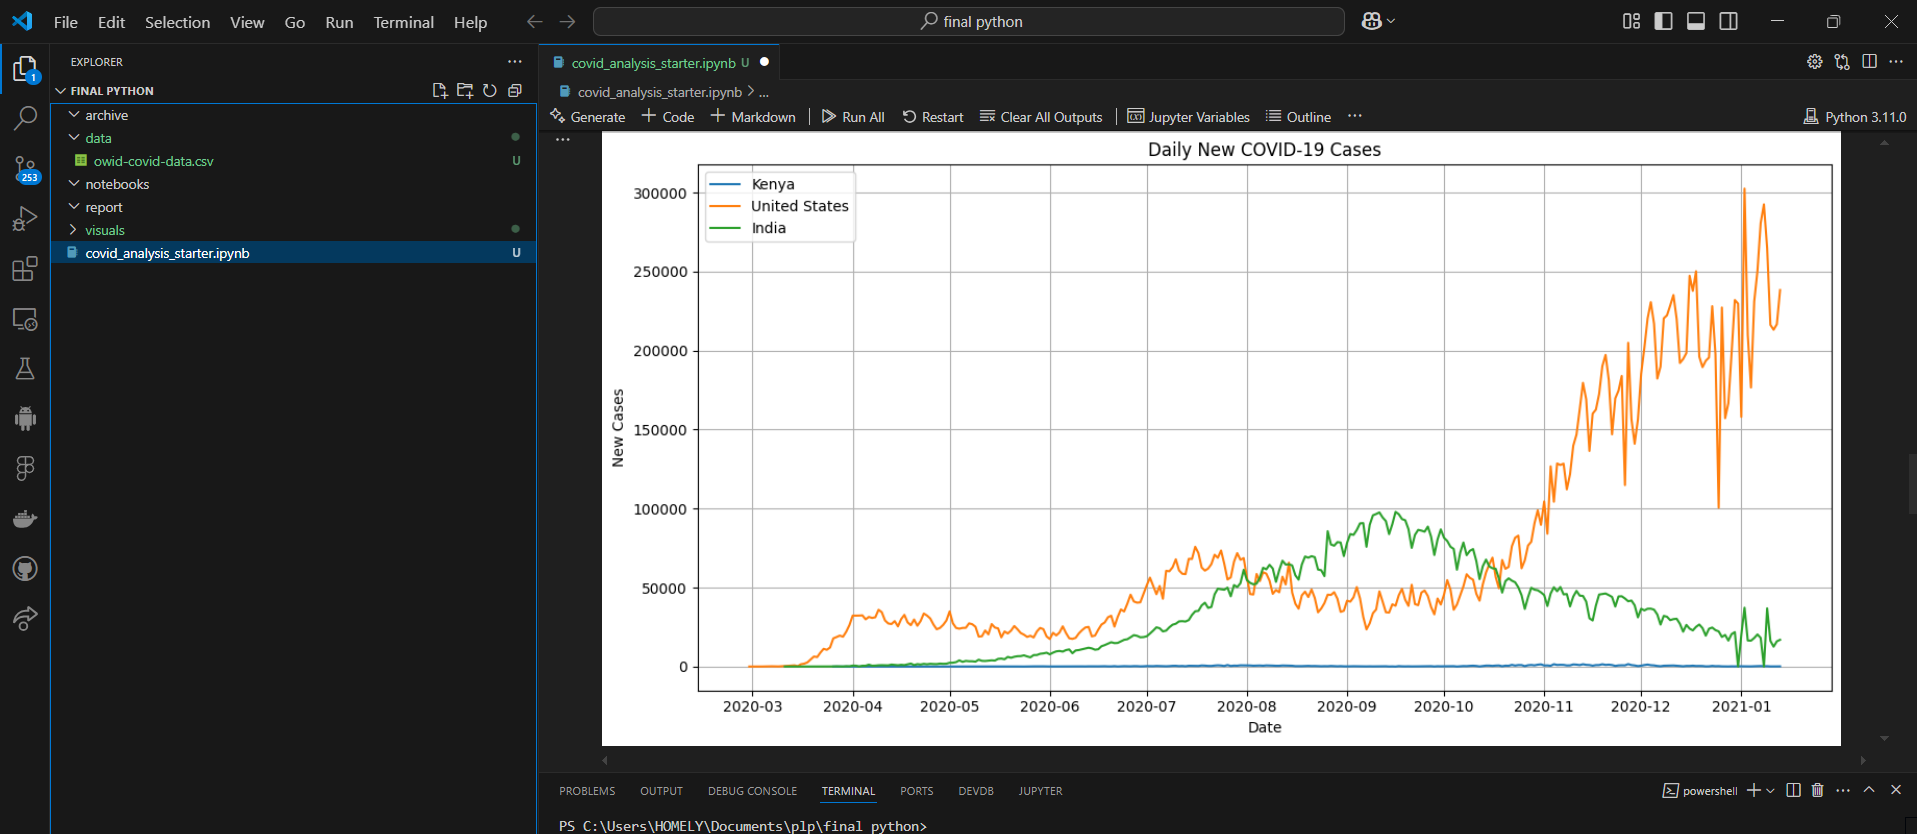 File Edit Selection View Go Run Terminal Help
final python
EXPLORER
FINAL PYTHON
archive
data
owid-covid-data.csv U
notebooks
report
visuals
covid_analysis_starter.ipynb U
1
253
covid_analysis_starter.ipynb U
covid_analysis_starter.ipynb > ...
Generate + Code + Markdown Run All Restart Clear All Outputs Jupyter Variables Outline ...
Python 3.11.0
Daily New COVID-19 Cases
Kenya
United States
India
New Cases
300000
250000
200000
150000
100000
50000
0
2020-03 2020-04 2020-05 2020-06 2020-07 2020-08 2020-09 2020-10 2020-11 2020-12 2021-01
Date
PROBLEMS OUTPUT DEBUG CONSOLE TERMINAL PORTS DEVDB JUPYTER
powershell
PS C:\Users\HOMELY\Documents\plp\final python>